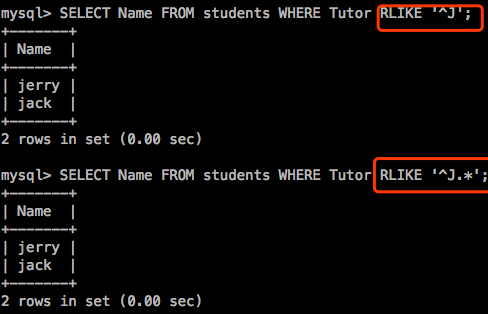 mysql> SELECT Name FROM students WHERE Tutor RLIKE '^J';
+-------+
| Name  |
+-------+
| jerry |
| jack  |
+-------+
2 rows in set (0.00 sec)
mysql> SELECT Name FROM students WHERE Tutor RLIKE '^J.*';
+-------+
| Name  |
+-------+
| jerry |
| jack  |
+-------+
2 rows in set (0.00 sec)